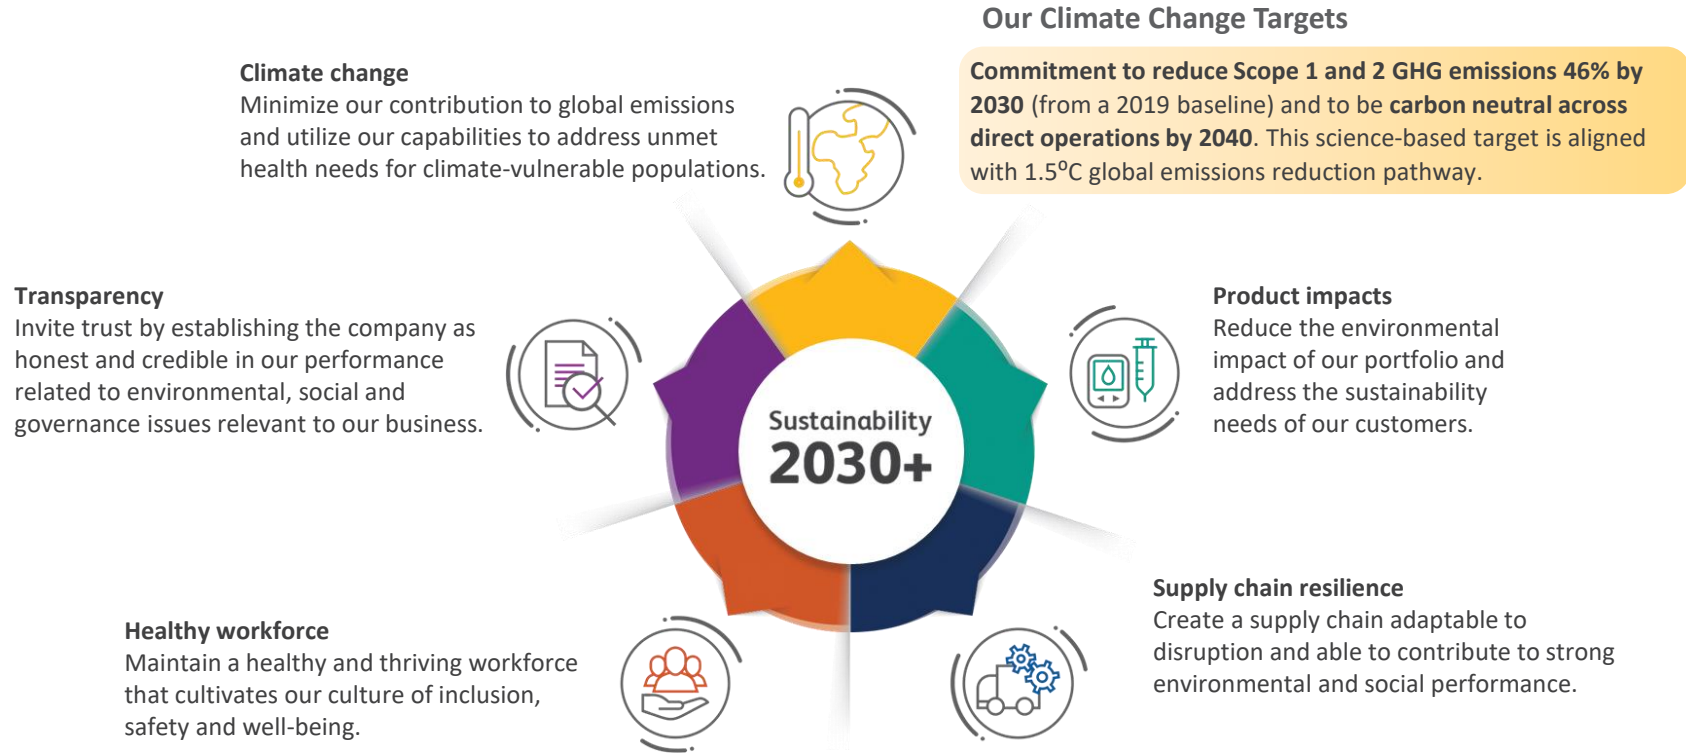 Our Climate Change Targets
Commitment to reduce Scope 1 and 2 GHG emissions 46% by
2030 (from a 2019 baseline) and to be carbon neutral across
direct operations by 2040. This science-based target is aligned
with 1.5⁰C global emissions reduction pathway.
Climate change
Minimize our contribution to global emissions
and utilize our capabilities to address unmet
health needs for climate-vulnerable populations.
Transparency
Invite trust by establishing the company as
honest and credible in our performance
related to environmental, social and
governance issues relevant to our business.
Product impacts
Reduce the environmental
impact of our portfolio and
address the sustainability
needs of our customers.
Sustainability
2030+
Healthy workforce
Maintain a healthy and thriving workforce
that cultivates our culture of inclusion,
safety and well-being.
Supply chain resilience
Create a supply chain adaptable to
disruption and able to contribute to strong
environmental and social performance.